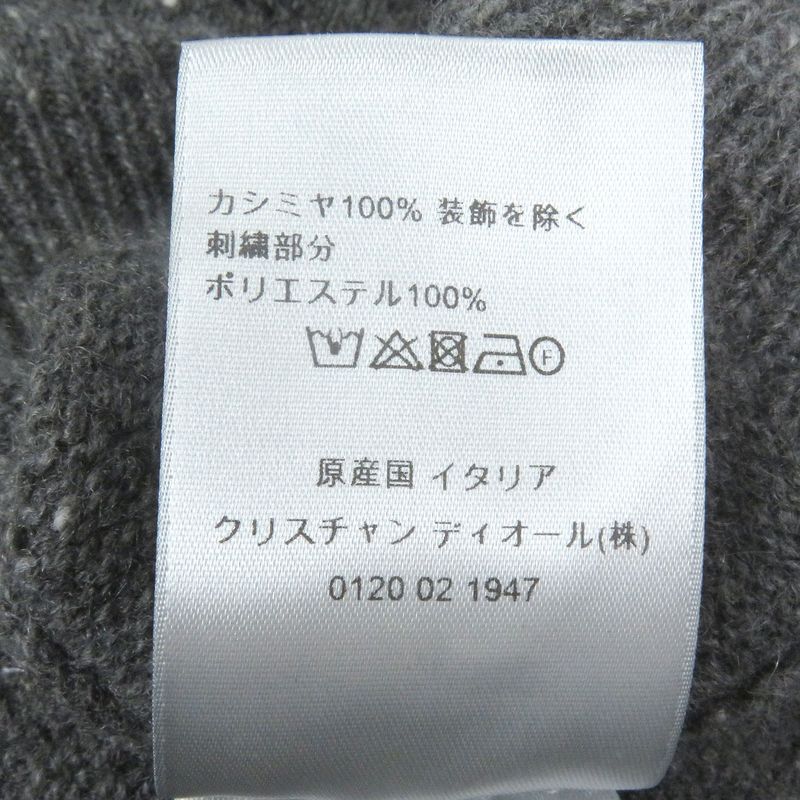 カシミヤ100% 装飾を除く
刺繍部分
ポリエステル100%
F
原産国 イタリア
クリスチャン ディオール(株)
0120 02 1947